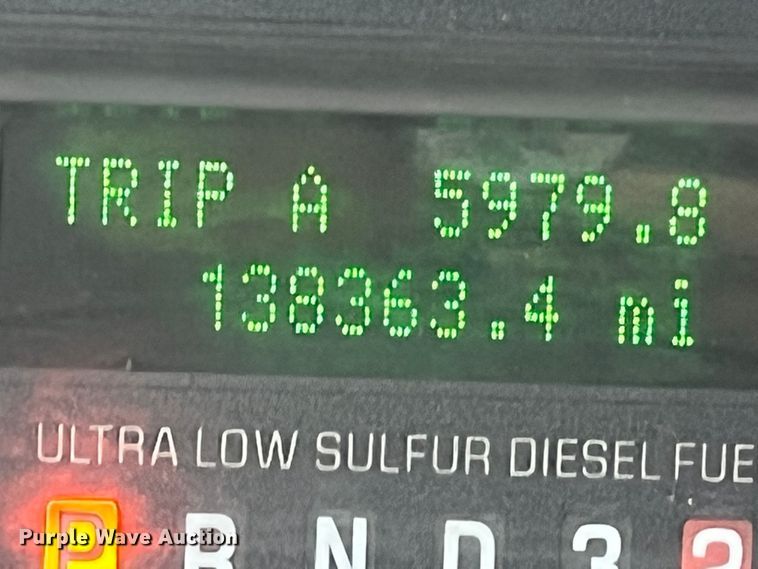 TRIP A 5979.8
138363.4 mi
ULTRA LOW SULFUR DIESEL FUE
P R N D 3 2
Purple Wave Auction